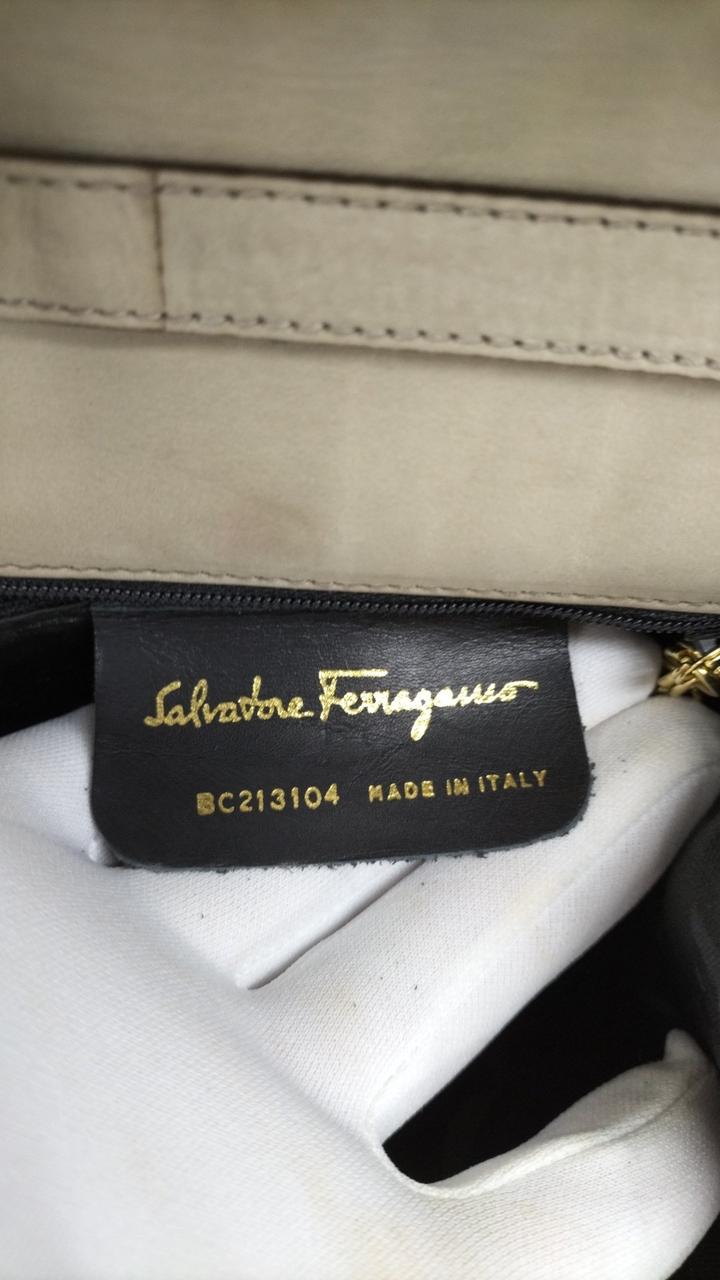 Salvatore Ferragamo
BC213104 MADE IN ITALY